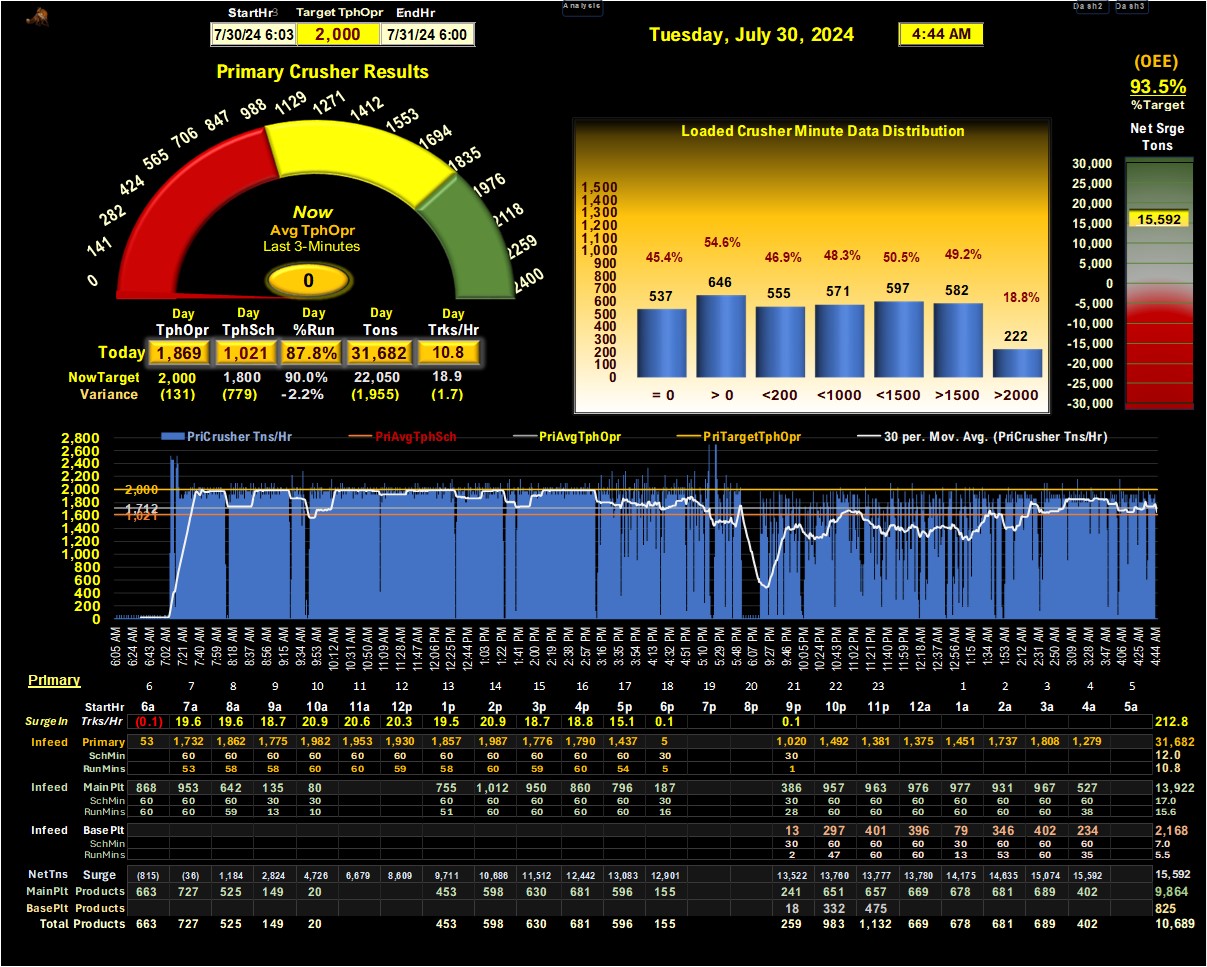 Analysis
Dash2 Dash3
StartHr3 Target TphOpr EndHr
7/30/24 6:03 2,000 7/31/24 6:00
Tuesday, July 30, 2024 4:44 AM
(OEE)
93.5%
%Target
Primary Crusher Results
0 141 282 424 565 706 847 988 1129 1271 1412 1553 1694 1835 1976 2118 2259 2400
Now
Avg TphOpr
Last 3-Minutes
0
Day Day Day Day Day
TphOpr TphSch %Run Tons Trks/Hr
Today 1,869 1,021 87.8% 31,682 10.8
NowTarget 2,000 1,800 90.0% 22,050 18.9
Variance (131) (779) -2.2% (1,955) (1.7)
Loaded Crusher Minute Data Distribution
1,500
1,400
1,300
1,200
1,100
1,000
900
800
700
600
500
400
300
200
100
0
45.4% 54.6% 46.9% 48.3% 50.5% 49.2% 18.8%
537 646 555 571 597 582 222
= 0 > 0 <200 <1000 <1500 >1500 >2000
Net Srge
Tons
30,000
25,000
20,000
15,000
10,000
5,000
0
-5,000
-10,000
-15,000
-20,000
-25,000
-30,000
15,592
PriCrusher Tns/Hr PriAvgTphSch PriAvgTphOpr PriTargetTphOpr 30 per. Mov. Avg. (PriCrusher Tns/Hr)
2,800
2,600
2,400
2,200
2,000
1,800
1,600
1,400
1,200
1,000
800
600
400
200
0
2,000
1,712
1,021
6:05 AM 6:24 AM 6:43 AM 7:02 AM 7:21 AM 7:40 AM 7:59 AM 8:18 AM 8:37 AM 8:56 AM 9:15 AM 9:34 AM 9:53 AM 10:12 AM 10:31 AM 10:50 AM 11:09 AM 11:28 AM 11:47 AM 12:06 PM 12:25 PM 12:44 PM 1:03 PM 1:22 PM 1:41 PM 2:00 PM 2:19 PM 2:38 PM 2:57 PM 3:16 PM 3:35 PM 3:54 PM 4:13 PM 4:32 PM 4:51 PM 5:10 PM 5:29 PM 5:48 PM 6:07 PM 9:27 PM 9:46 PM 10:05 PM 10:24 PM 10:43 PM 11:02 PM 11:21 PM 11:40 PM 11:59 PM 12:18 AM 12:37 AM 12:56 AM 1:15 AM 1:34 AM 1:53 AM 2:12 AM 2:31 AM 2:50 AM 3:09 AM 3:28 AM 3:47 AM 4:06 AM 4:25 AM 4:44 AM
Primary 6 7 8 9 10 11 12 13 14 15 16 17 18 19 20 21 22 23 1 2 3 4 5
StartHr 6a 7a 8a 9a 10a 11a 12p 1p 2p 3p 4p 5p 6p 7p 8p 9p 10p 11p 12a 1a 2a 3a 4a 5a
SurgeIn Trks/Hr (0.1) 19.6 19.6 18.7 20.9 20.6 20.3 19.5 20.9 18.7 18.8 15.1 0.1 0.1 212.8
Infeed Primary 53 1,732 1,862 1,775 1,982 1,953 1,930 1,857 1,987 1,776 1,790 1,437 5 1,020 1,492 1,381 1,375 1,451 1,737 1,808 1,279 31,682
SchMin 60 60 60 60 60 60 60 60 60 60 60 30 30 12.0
RunMins 53 58 58 60 60 59 58 60 59 60 54 5 1 10.8
Infeed MainPlt 868 953 642 135 80 755 1,012 950 860 796 187 386 957 963 976 977 931 967 527 13,922
SchMin 60 60 60 30 30 60 60 60 60 60 30 30 60 60 60 60 60 60 60 17.0
RunMins 60 60 59 13 10 51 60 60 60 60 16 28 60 60 60 60 60 60 38 15.6
Infeed BasePlt 13 297 401 396 79 346 402 234 2,168
SchMin 30 60 60 60 30 60 60 60 7.0
RunMins 2 47 60 60 13 53 60 35 5.5
NetTns Surge (815) (36) 1,184 2,824 4,726 6,679 8,609 9,711 10,686 11,512 12,442 13,083 12,901 13,522 13,760 13,777 13,780 14,175 14,635 15,074 15,592 15,592
MainPlt Products 663 727 525 149 20 453 598 630 681 596 155 241 651 657 669 678 681 689 402 9,864
BasePlt Products 18 332 475 825
Total Products 663 727 525 149 20 453 598 630 681 596 155 259 983 1,132 669 678 681 689 402 10,689